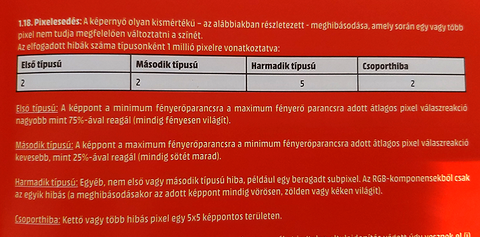 1.18. Pixelesedés: A képernyő olyan kismértékű – az alábbiakban részletezett - meghibásodása, amely során egy vagy több
pixel nem tudja megfelelően változtatni a színét.
Az elfogadott hibák száma típusonként 1 millió pixelre vonatkoztatva:
Első típusú Második típusú Harmadik típusú Csoporthiba
2 2 5 2
Első típusú: A képpont a minimum fényerőparancsra a maximum fényerő parancsra adott átlagos pixel válaszreakció
nagyobb mint 75%-ával reagál (mindig fényesen világít).
Második típusú: A képpont a maximum fényerőparancsra a minimum fényerőparancsra adott átlagos pixel válaszreakció
kevesebb, mint 25%-ával reagál (mindig sötét marad).
Harmadik típusú: Egyéb, nem első vagy második típusú hiba, például egy beragadt subpixel. Az RGB-komponensekből csak
az egyik hibás (a meghibásodásakor az adott képpont mindig vörösen, zölden vagy kéken világít).
Csoporthiba: Kettő vagy több hibás pixel egy 5x5 képpontos területen.